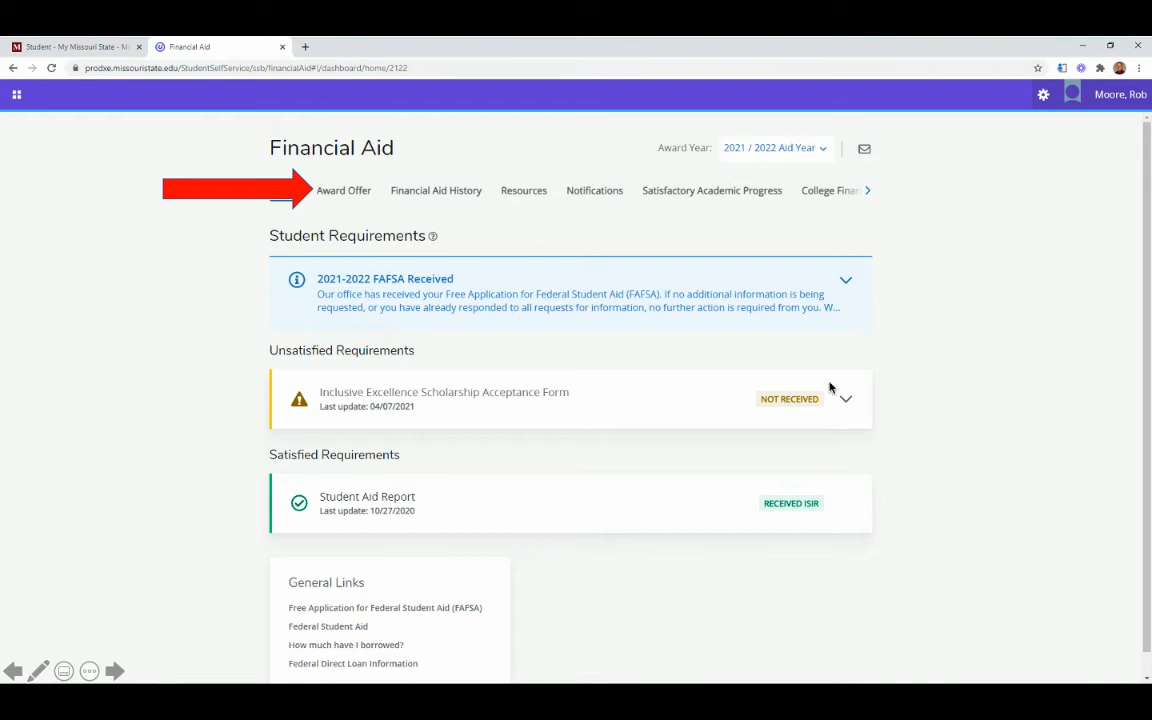 Student - My Missouri State - Mi
Financial Aid
prodxe.missouristate.edu/StudentSelfService/ssb/financialAid#!/dashboard/home/2122
Moore, Rob
Financial Aid
Award Year: 2021 / 2022 Aid Year
Award Offer Financial Aid History Resources Notifications Satisfactory Academic Progress College Finan
Student Requirements
2021-2022 FAFSA Received
Our office has received your Free Application for Federal Student Aid (FAFSA). If no additional information is being
requested, or you have already responded to all requests for information, no further action is required from you. W...
Unsatisfied Requirements
Inclusive Excellence Scholarship Acceptance Form
Last update: 04/07/2021
NOT RECEIVED
Satisfied Requirements
Student Aid Report
Last update: 10/27/2020
RECEIVED ISIR
General Links
Free Application for Federal Student Aid (FAFSA)
Federal Student Aid
How much have I borrowed?
Federal Direct Loan Information